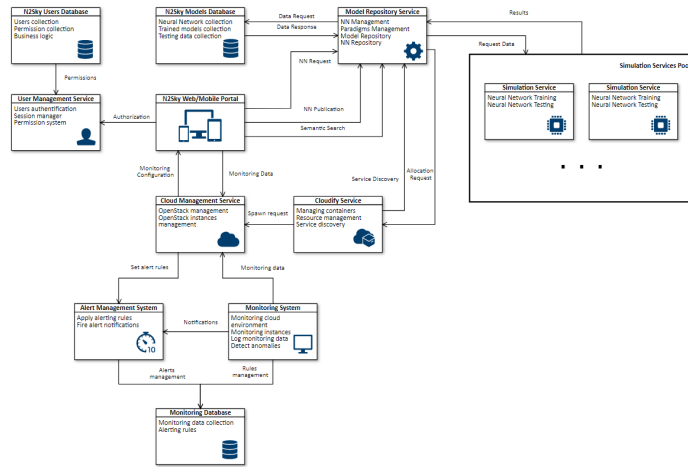 N2Sky Users Database
Users collection
Permission collection
Business logic
N2Sky Models Database
Neural Network collection
Trained models collection
Testing data collection
Data Request
Data Response
Model Repository Service
NN Management
Paradigms Management
Model Repository
NN Repository
Results
Request Data
Simulation Services Poo
Simulation Service
Neural Network Training
Neural Network Testing
Simulation Service
Neural Network Training
Neural Network Testing
. . .
Permissions
NN Request
User Management Service
Users authentification
Session manager
Permission system
Authorization
N2Sky Web/Mobile Portal
NN Publication
Semantic Search
Monitoring
Configuration
Monitoring Data
Service Discovery
Allocation
Request
Cloud Management Service
OpenStack management
OpenStack instances
management
Spawn request
Cloudify Service
Managing containers
Resource management
Service discovery
Set alert rules
Monitoring data
Alert Management System
Apply alerting rules
Fire alert notifications
10
Notifications
Monitoring System
Monitoring cloud
environment
Monitoring instances
Log monitoring data
Detect anomalies
Alerts
management
Rules
management
Monitoring Database
Monitoring data collection
Alerting rules